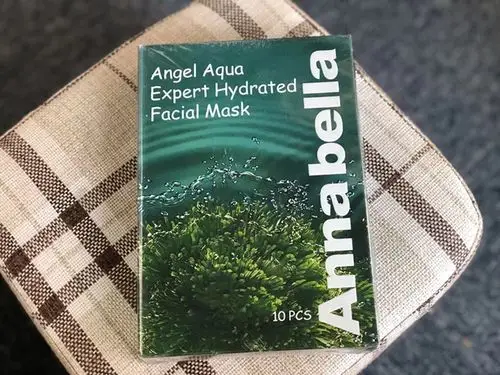 Angel Aqua
Expert Hydrated
Facial Mask
Annabella
10 PCS